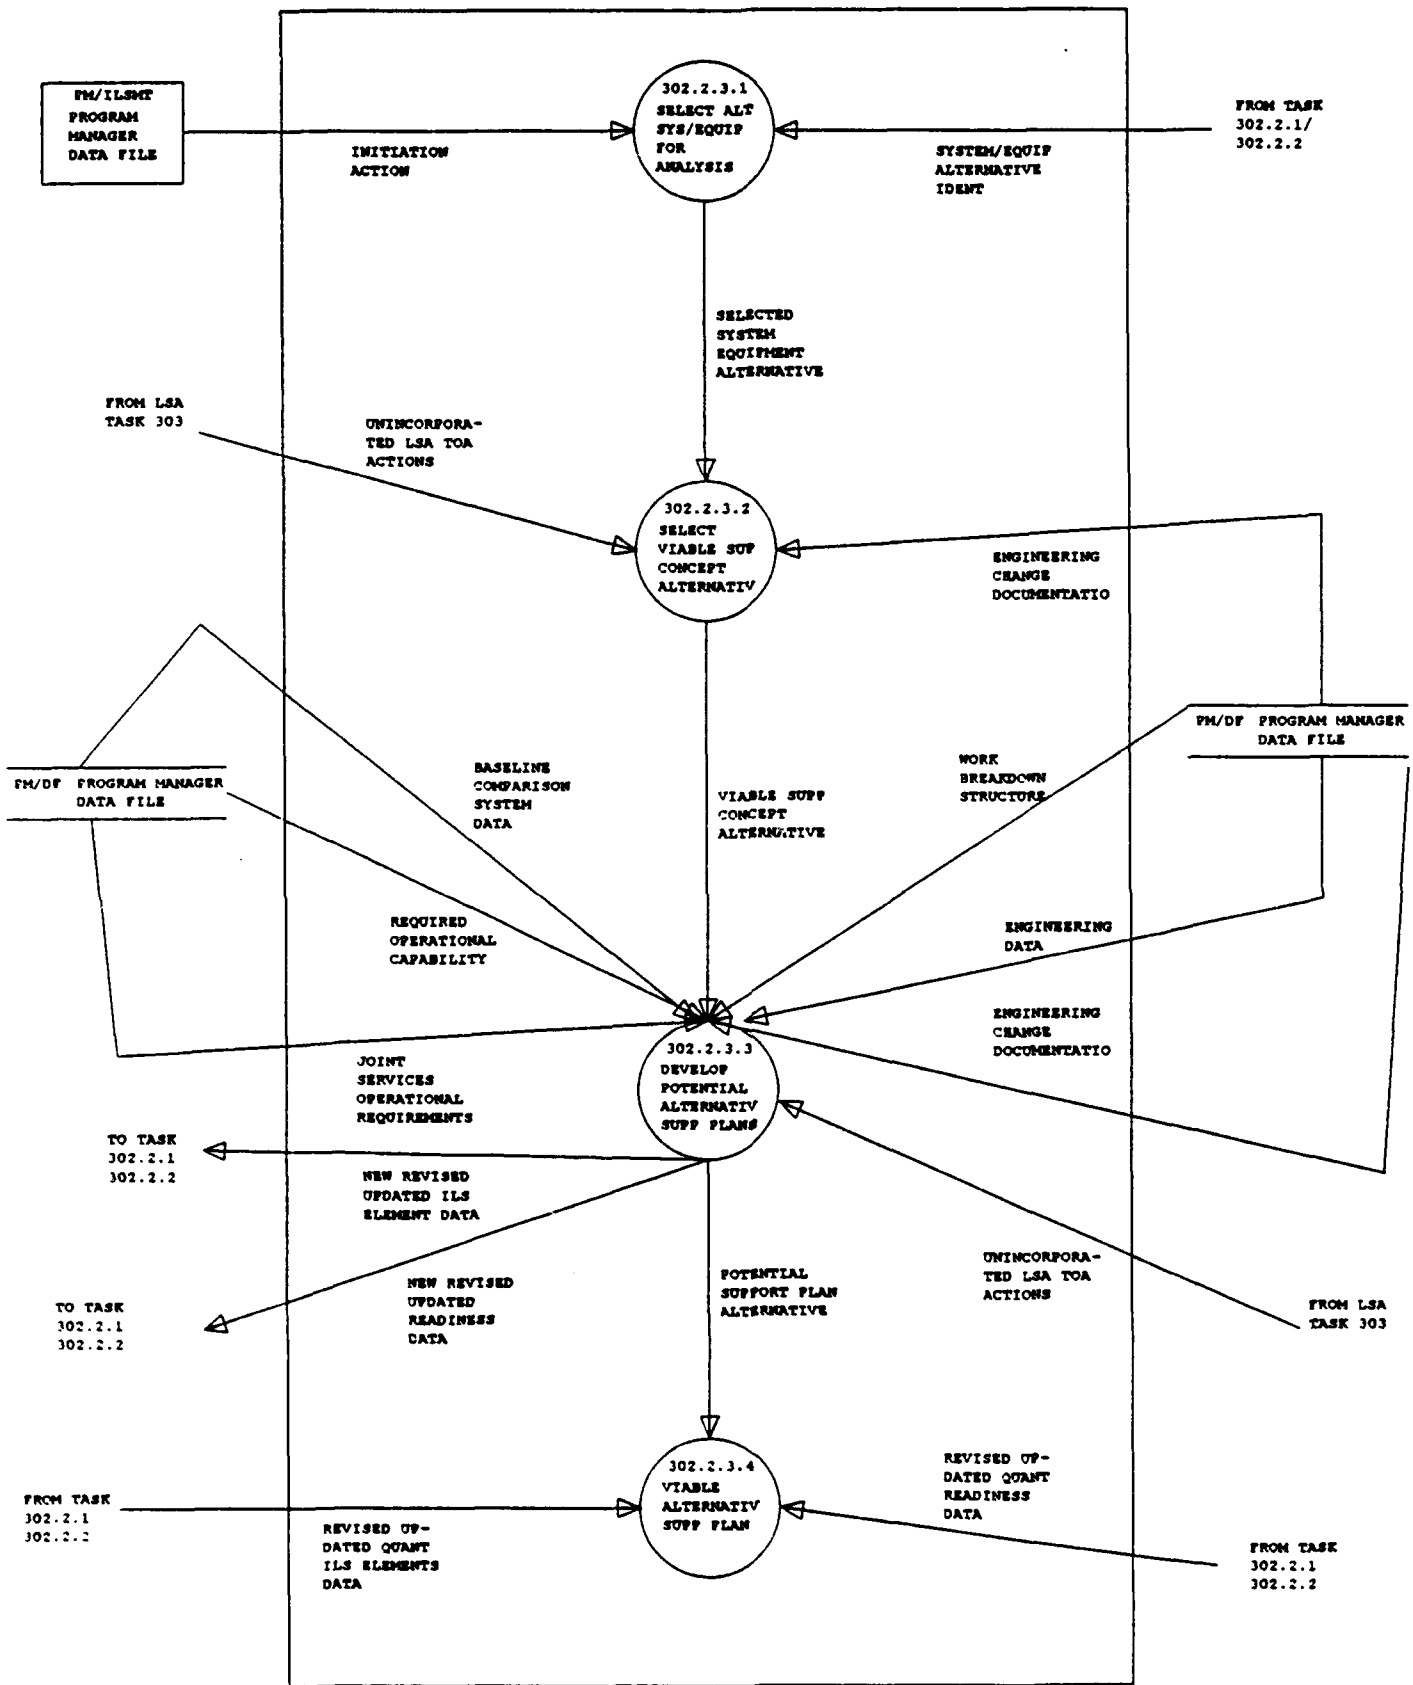 PM/ILSMT
PROGRAM
MANAGER
DATA FILE
INITIATION
ACTION
302.2.3.1
SELECT ALT
SYS/EQUIP
FOR
ANALYSIS
SYSTEM/EQUIP
ALTERNATIVE
IDENT
FROM TASK
302.2.1/
302.2.2
SELECTED
SYSTEM
EQUIPMENT
ALTERNATIVE
FROM LSA
TASK 303
UNINCORPORA-
TED LSA TOA
ACTIONS
302.2.3.2
SELECT
VIABLE SUP
CONCEPT
ALTERNATIV
ENGINEERING
CHANGE
DOCUMENTATIO
PM/DF PROGRAM MANAGER
DATA FILE
PM/DF PROGRAM MANAGER
DATA FILE
BASELINE
COMPARISON
SYSTEM
DATA
VIABLE SUPP
CONCEPT
ALTERNATIVE
WORK
BREAKDOWN
STRUCTURE
REQUIRED
OPERATIONAL
CAPABILITY
ENGINEERING
DATA
ENGINEERING
CHANGE
DOCUMENTATIO
JOINT
SERVICES
OPERATIONAL
REQUIREMENTS
302.2.3.3
DEVELOP
POTENTIAL
ALTERNATIV
SUPP PLANS
TO TASK
302.2.1
302.2.2
NEW REVISED
UPDATED ILS
ELEMENT DATA
NEW REVISED
UPDATED
READINESS
DATA
POTENTIAL
SUPPORT PLAN
ALTERNATIVE
UNINCORPORA-
TED LSA TOA
ACTIONS
FROM LSA
TASK 303
TO TASK
302.2.1
302.2.2
302.2.3.4
VIABLE
ALTERNATIV
SUPP PLAN
REVISED UP-
DATED QUANT
READINESS
DATA
FROM TASK
302.2.1
302.2.2
REVISED UP-
DATED QUANT
ILS ELEMENTS
DATA
FROM TASK
302.2.1
302.2.2